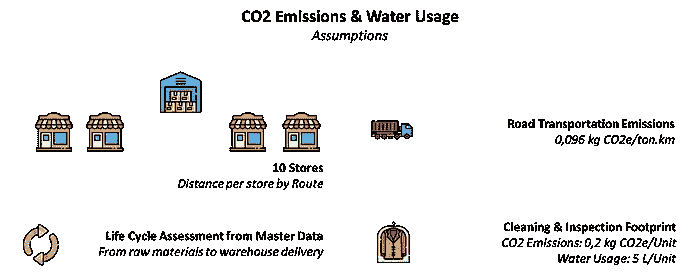 CO2 Emissions & Water Usage
Assumptions
10 Stores
Distance per store by Route
Road Transportation Emissions
0,096 kg CO2e/ton.km
Life Cycle Assessment from Master Data
From raw materials to warehouse delivery
Cleaning & Inspection Footprint
CO2 Emissions: 0,2 kg CO2e/Unit
Water Usage: 5 L/Unit